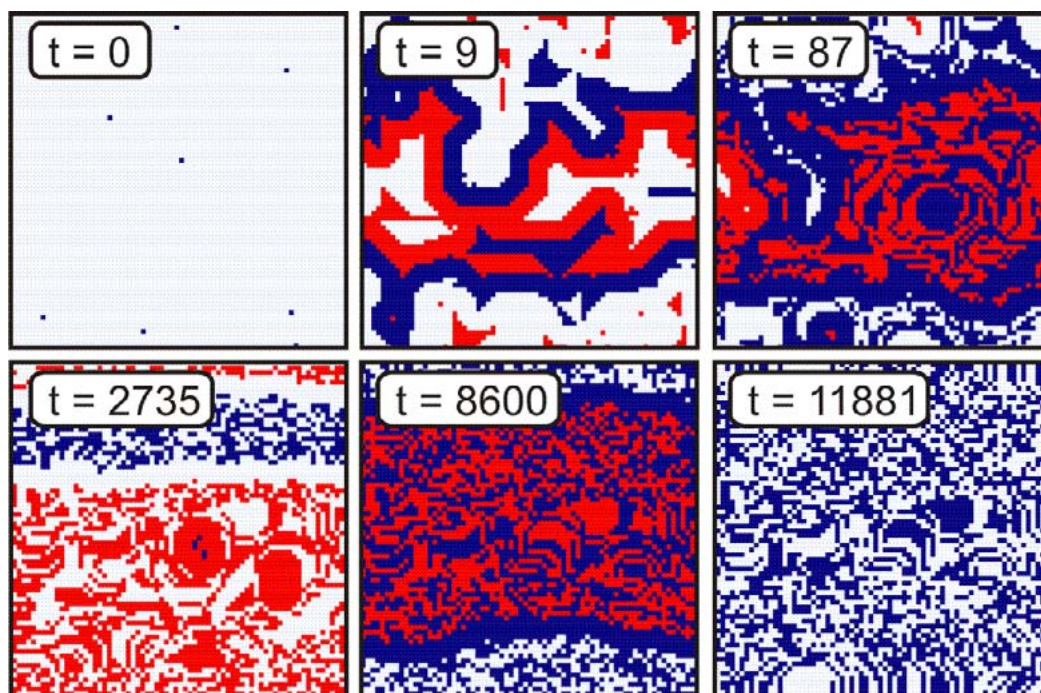 t = 0
t = 9
t = 87
t = 2735
t = 8600
t = 11881